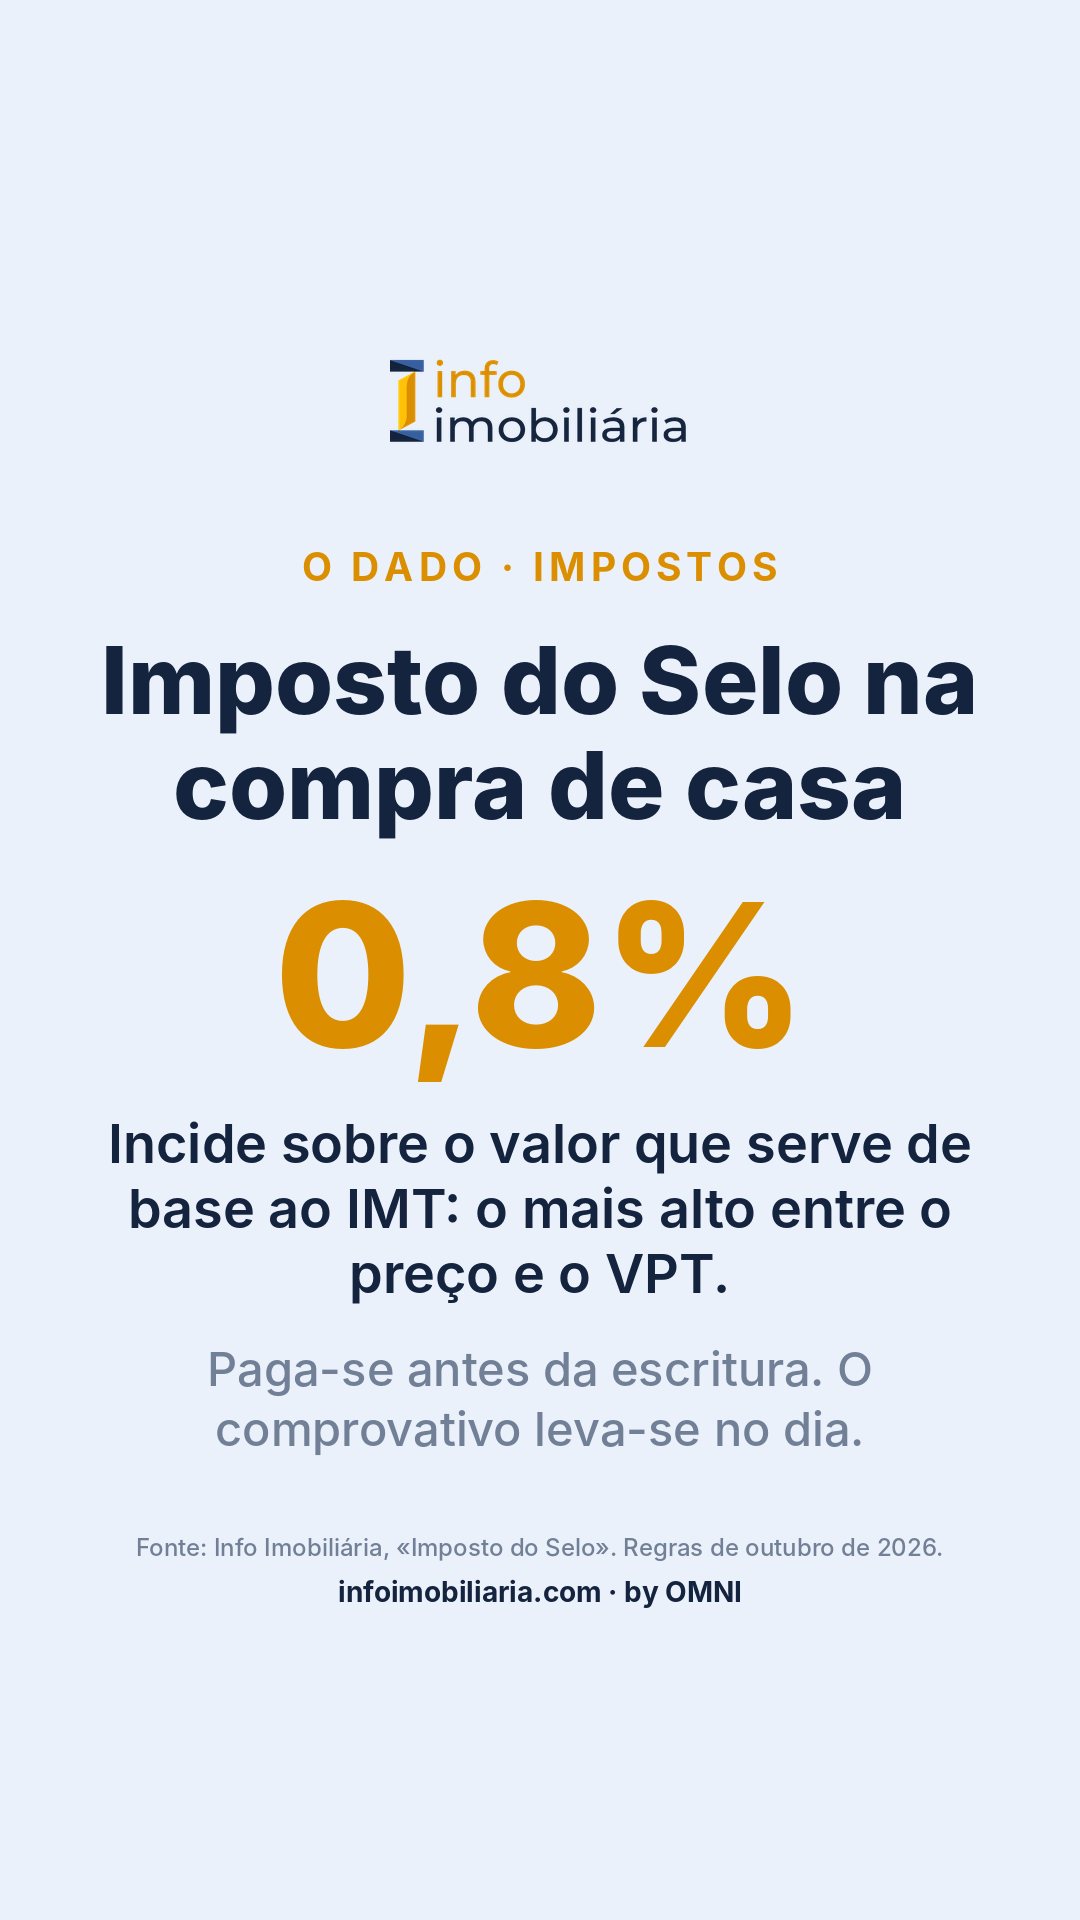 info
imobiliária
O DADO · IMPOSTOS
Imposto do Selo na
compra de casa
0,8%
Incide sobre o valor que serve de
base ao IMT: o mais alto entre o
preço e o VPT.
Paga-se antes da escritura. O
comprovativo leva-se no dia.
Fonte: Info Imobiliária, «Imposto do Selo». Regras de outubro de 2026.
infoimobiliaria.com · by OMNI